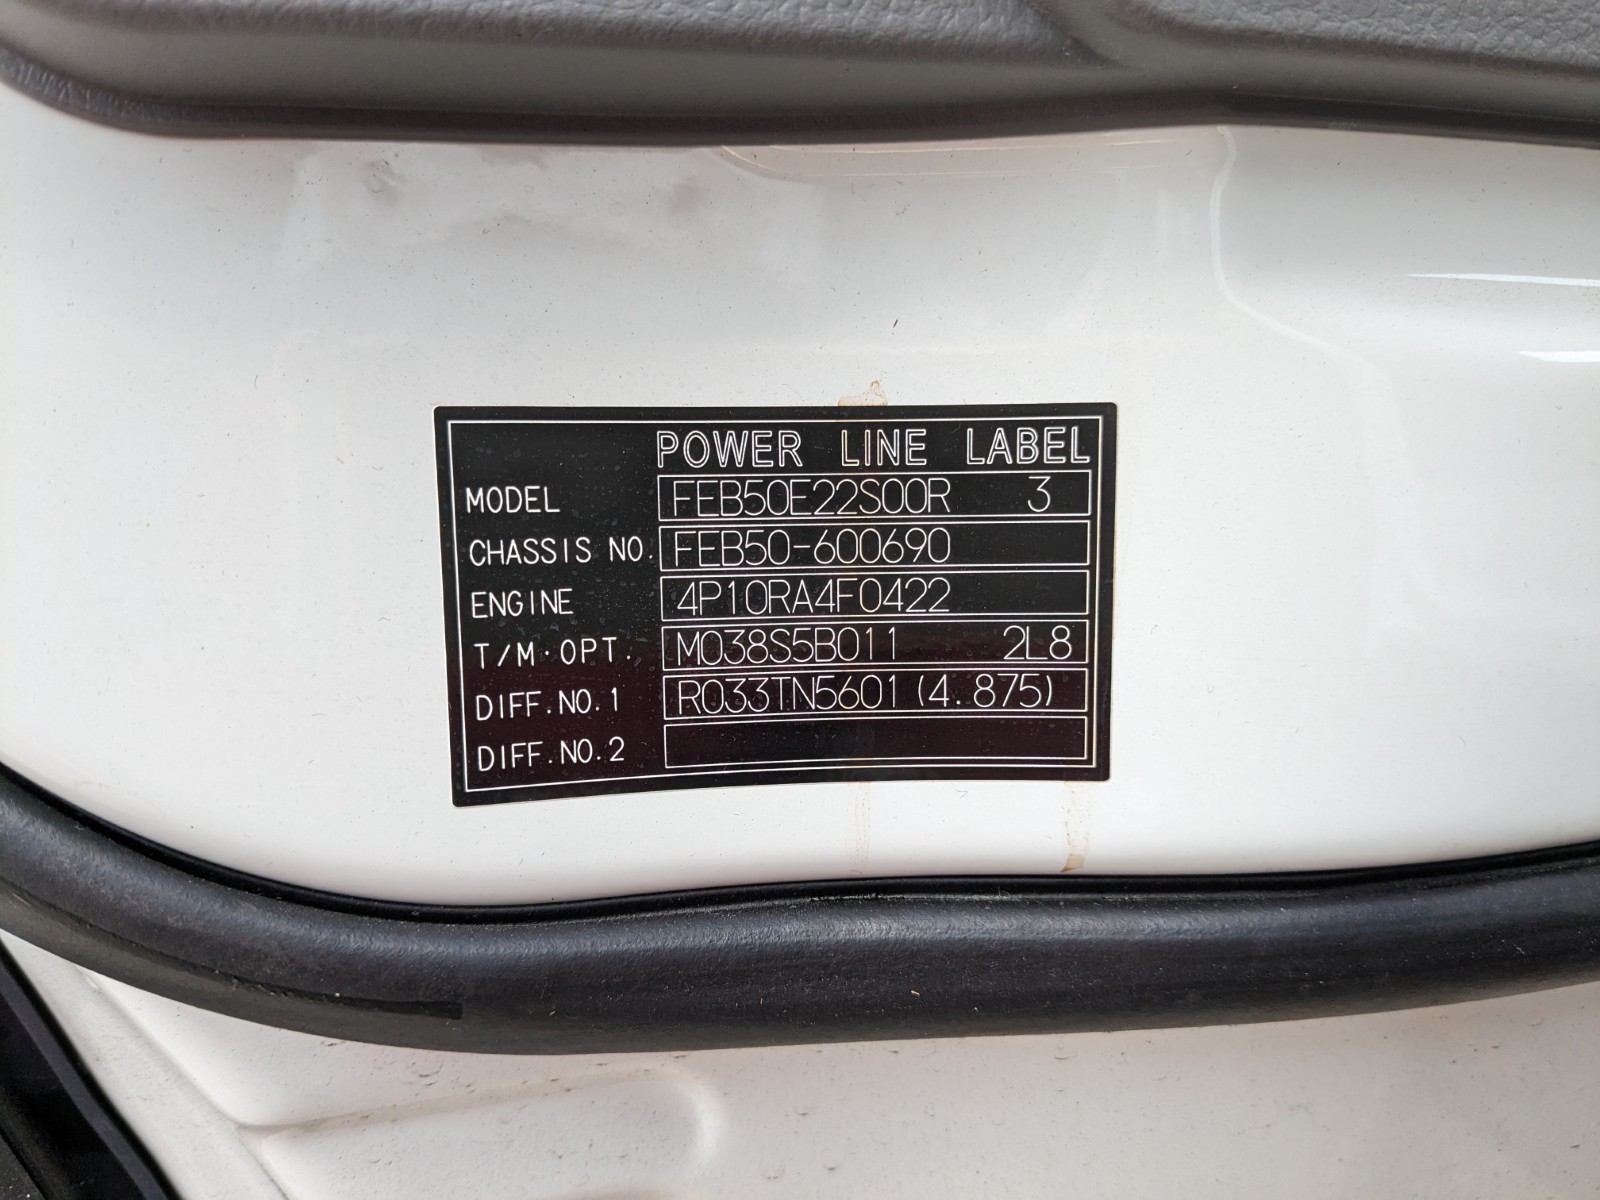 POWER LINE LABEL
MODEL FEB50E22S00R 3
CHASSIS NO. FEB50-600690
ENGINE 4P10RA4F0422
T/M·OPT. M038S5B011 2L8
DIFF.NO.1 R033TN5601(4.875)
DIFF.NO.2